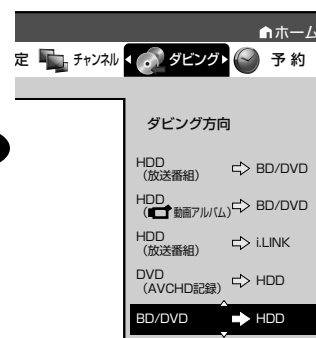 ホーム
定 チャンネル ダビング 予約
ダビング方向
HDD
（放送番組） ⇨ BD/DVD
HDD
（動画アルバム） ⇨ BD/DVD
HDD
（放送番組） ⇨ i.LINK
DVD
（AVCHD記録） ⇨ HDD
BD/DVD ➡ HDD